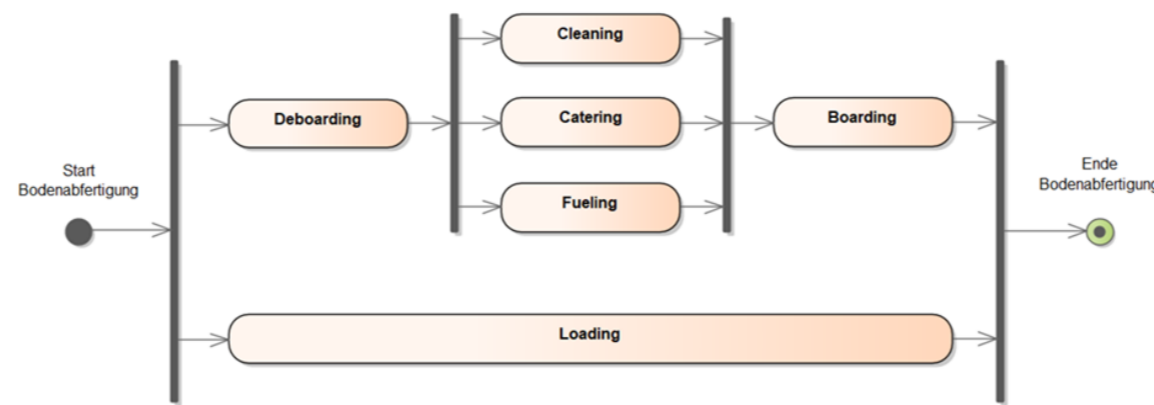 Cleaning
Deboarding
Catering
Boarding
Fueling
Start
Bodenabfertigung
Ende
Bodenabfertigung
Loading